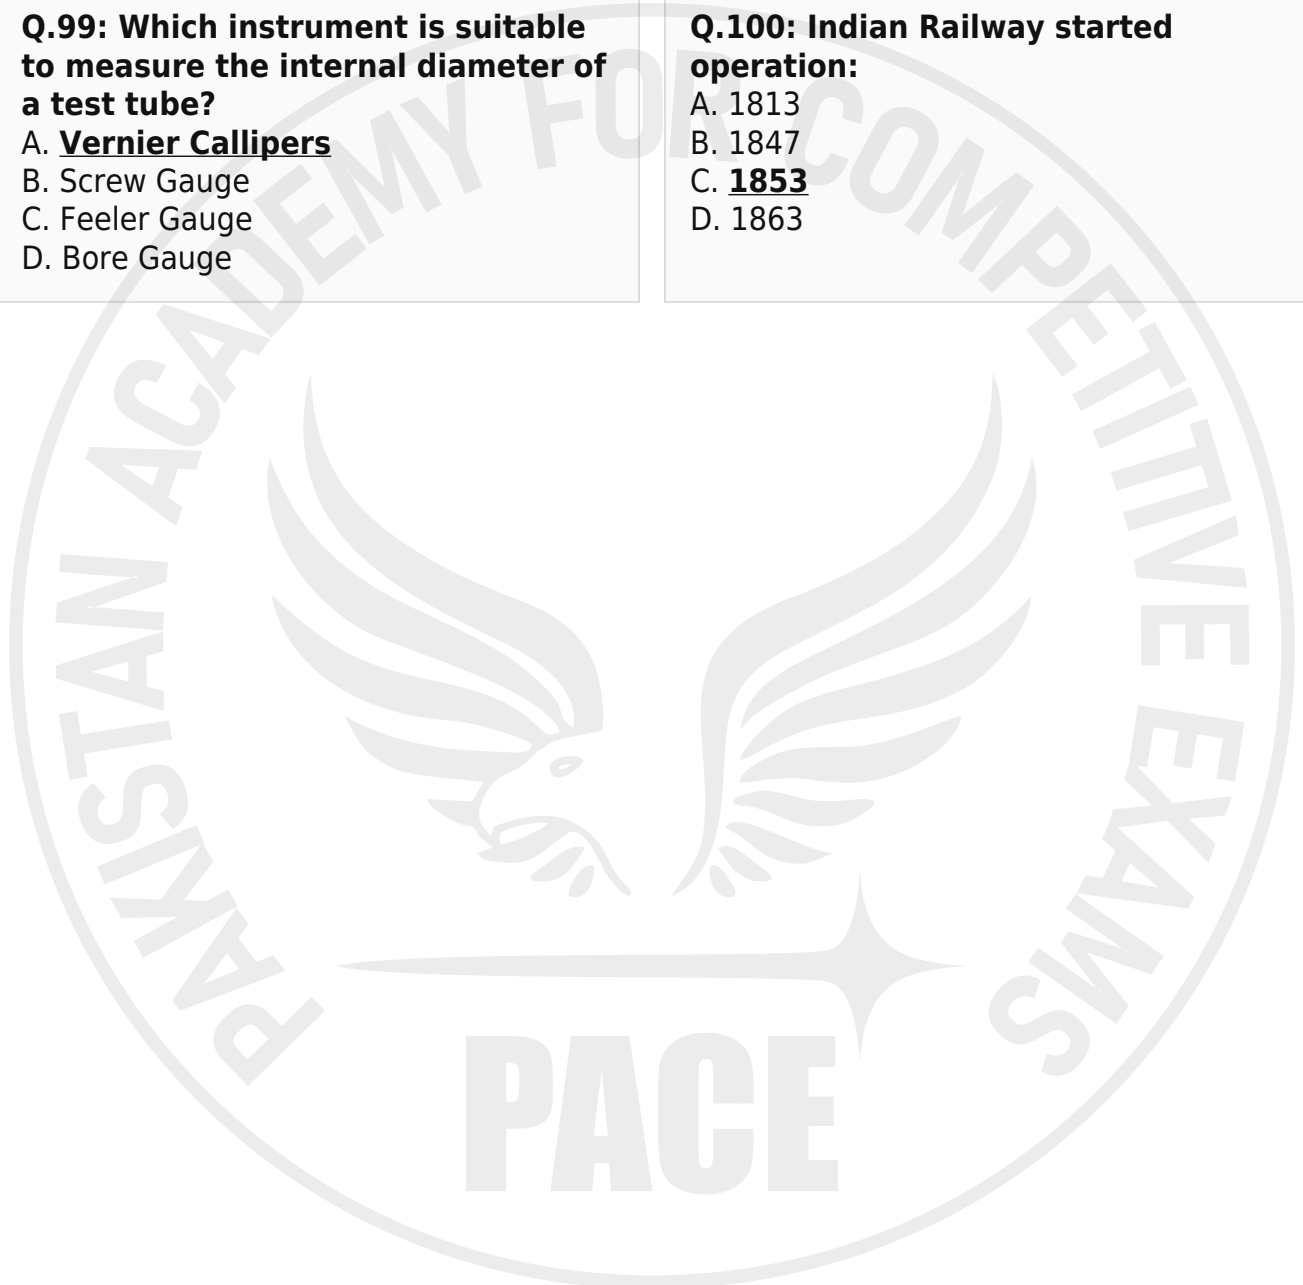 Q.99: Which instrument is suitable
to measure the internal diameter of
a test tube?
A. Vernier Callipers
B. Screw Gauge
C. Feeler Gauge
D. Bore Gauge
Q.100: Indian Railway started
operation:
A. 1813
B. 1847
C. 1853
D. 1863
PAKISTAN ACADEMY FOR COMPETITIVE EXAMS
PACE